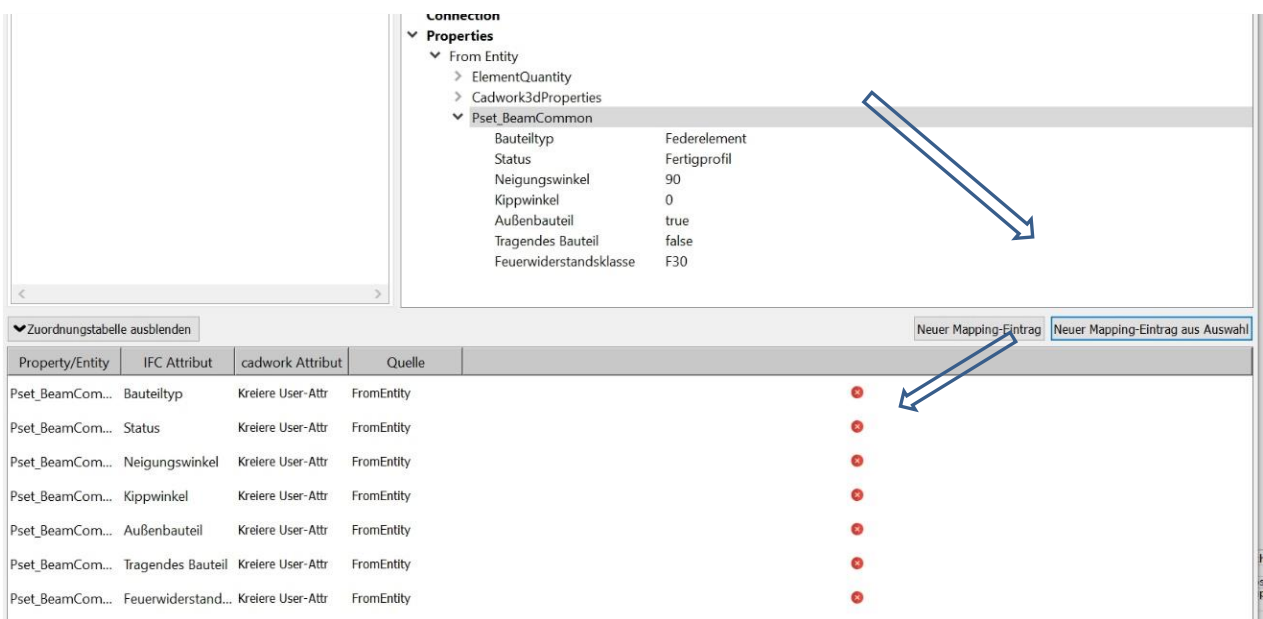 Connection
Properties
From Entity
ElementQuantity
Cadwork3dProperties
Pset_BeamCommon
Bauteiltyp Federelement
Status Fertigprofil
Neigungswinkel 90
Kippwinkel 0
Außenbauteil true
Tragendes Bauteil false
Feuerwiderstandsklasse F30
Zuordnungstabelle ausblenden Neuer Mapping-Eintrag Neuer Mapping-Eintrag aus Auswahl
Property/Entity IFC Attribut cadwork Attribut Quelle
Pset_BeamCom... Bauteiltyp Kreiere User-Attr FromEntity
Pset_BeamCom... Status Kreiere User-Attr FromEntity
Pset_BeamCom... Neigungswinkel Kreiere User-Attr FromEntity
Pset_BeamCom... Kippwinkel Kreiere User-Attr FromEntity
Pset_BeamCom... Außenbauteil Kreiere User-Attr FromEntity
Pset_BeamCom... Tragendes Bauteil Kreiere User-Attr FromEntity
Pset_BeamCom... Feuerwiderstand... Kreiere User-Attr FromEntity